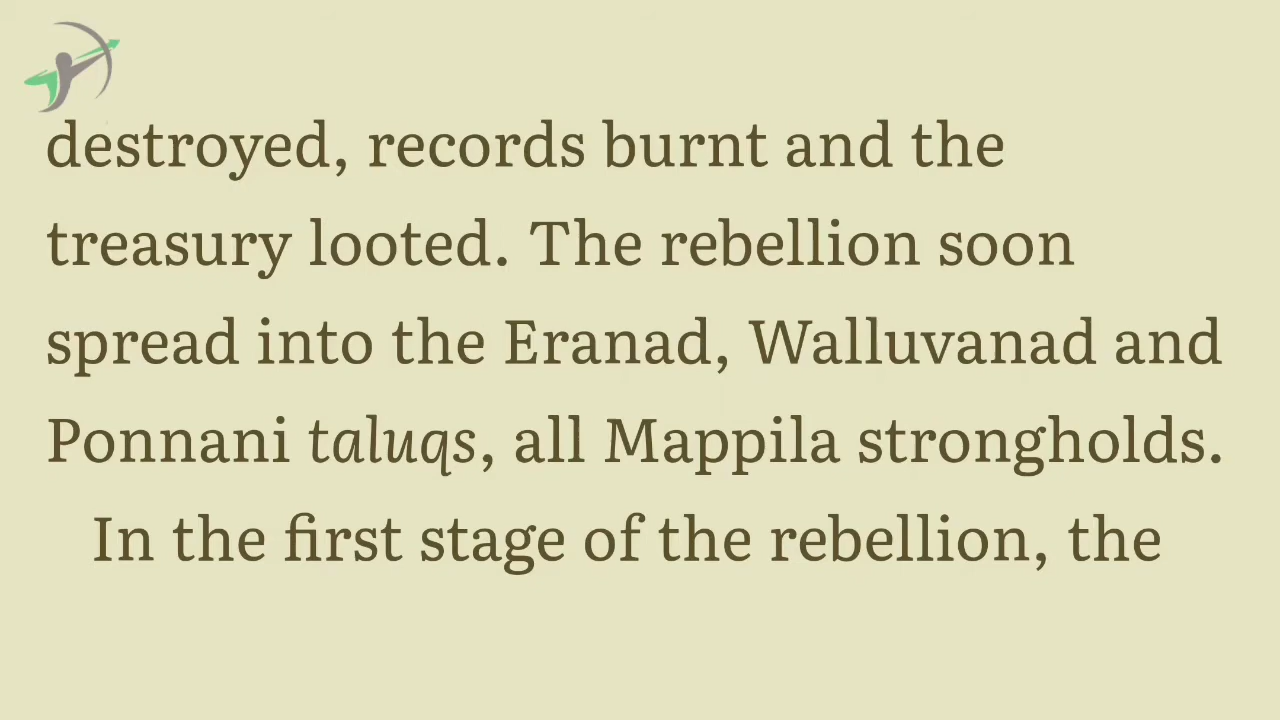 destroyed, records burnt and the
treasury looted. The rebellion soon
spread into the Eranad, Walluvanad and
Ponnani taluqs, all Mappila strongholds.
In the first stage of the rebellion, the